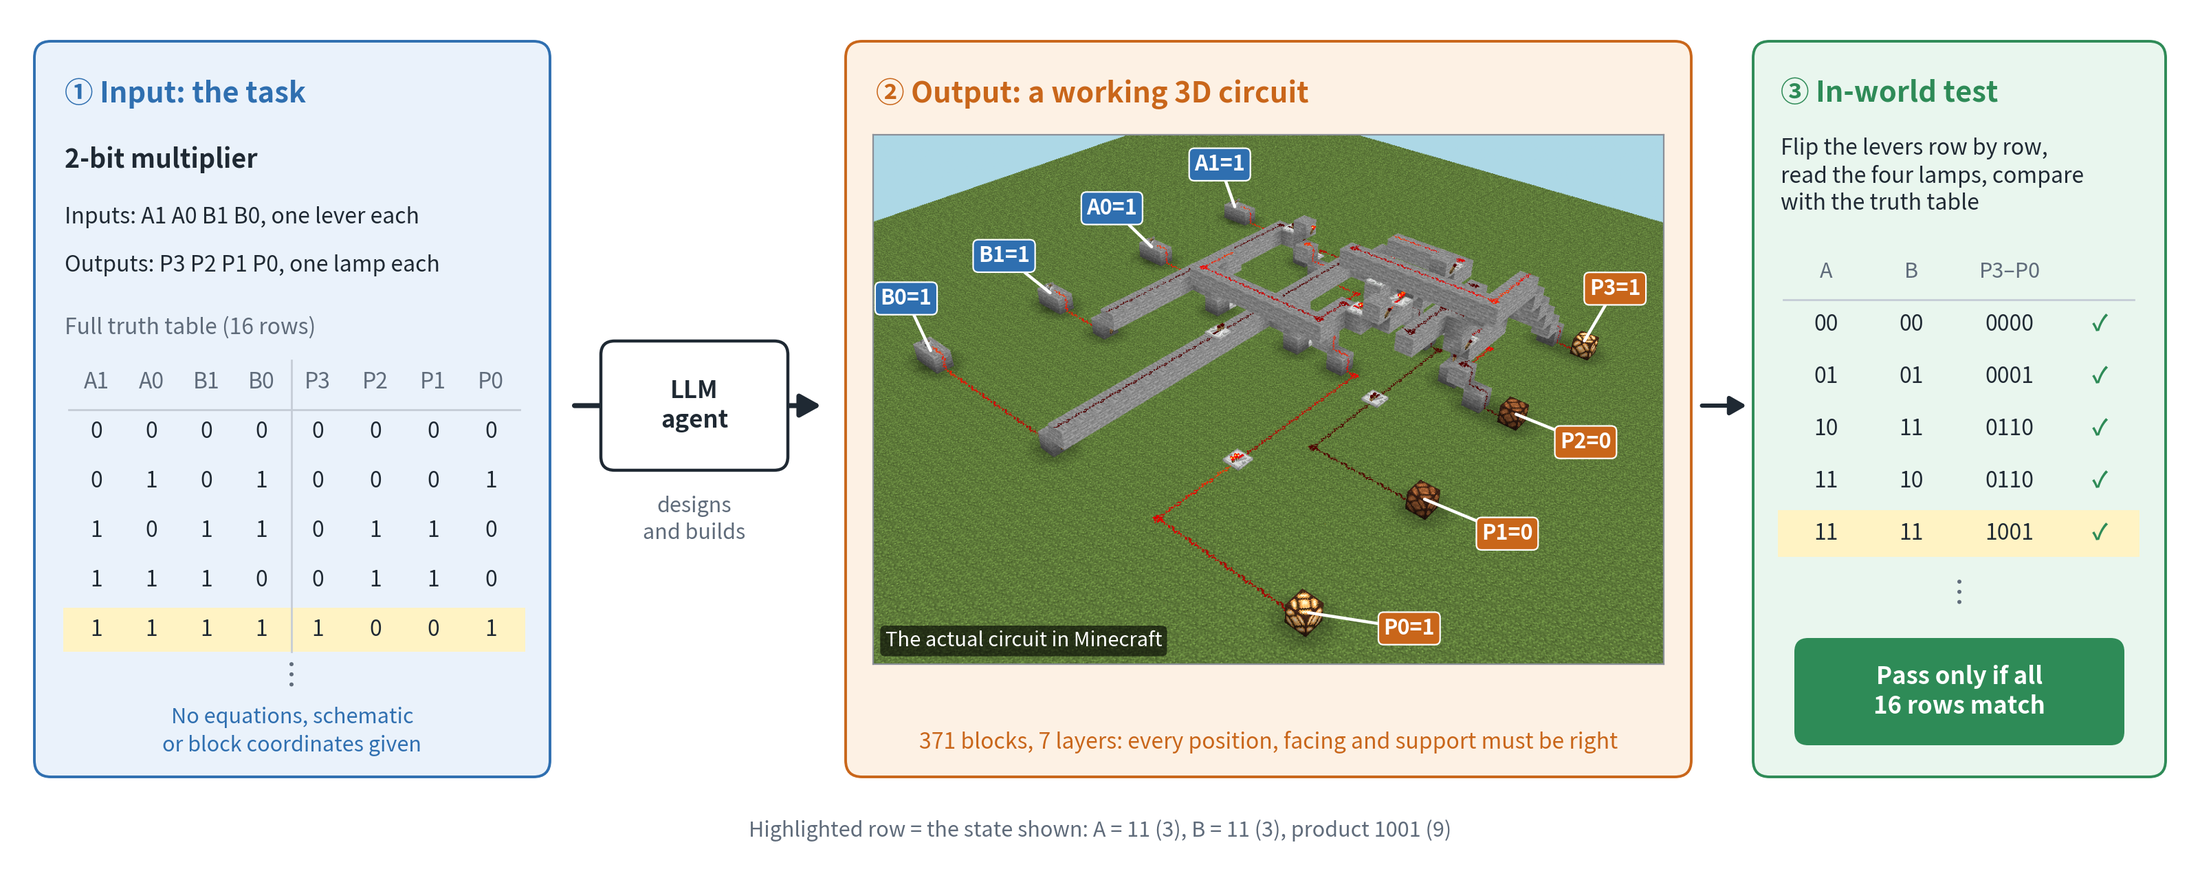 ① Input: the task
2-bit multiplier
Inputs: A1 A0 B1 B0, one lever each
Outputs: P3 P2 P1 P0, one lamp each
Full truth table (16 rows)
A1 A0 B1 B0 P3 P2 P1 P0
0 0 0 0 0 0 0 0
0 1 0 1 0 0 0 1
1 0 1 1 0 1 1 0
1 1 1 0 0 1 1 0
1 1 1 1 1 0 0 1
⋮
No equations, schematic
or block coordinates given
LLM
agent
designs
and builds
② Output: a working 3D circuit
A1=1
A0=1
B1=1
B0=1
P3=1
P2=0
P1=0
P0=1
The actual circuit in Minecraft
371 blocks, 7 layers: every position, facing and support must be right
③ In-world test
Flip the levers row by row,
read the four lamps, compare
with the truth table
A B P3–P0
00 00 0000 ✓
01 01 0001 ✓
10 11 0110 ✓
11 10 0110 ✓
11 11 1001 ✓
⋮
Pass only if all
16 rows match
Highlighted row = the state shown: A = 11 (3), B = 11 (3), product 1001 (9)